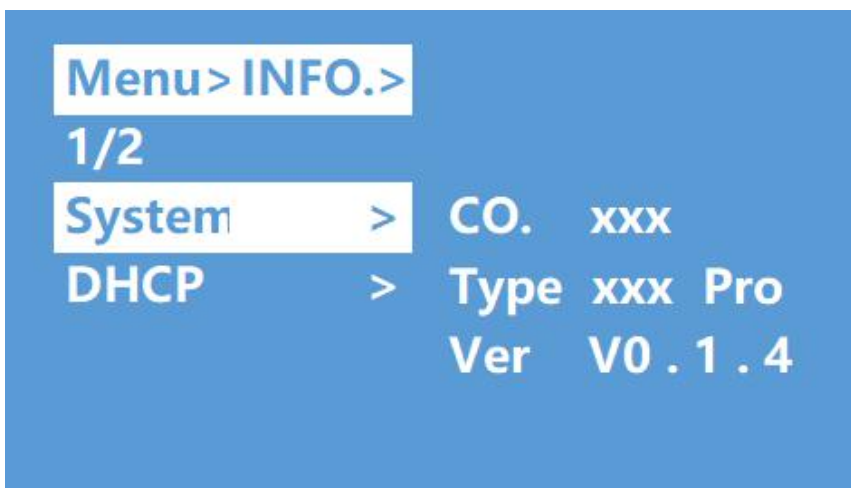 Menu>INFO.>
1/2
System > CO. xxx
DHCP > Type xxx Pro
Ver V0 . 1 . 4